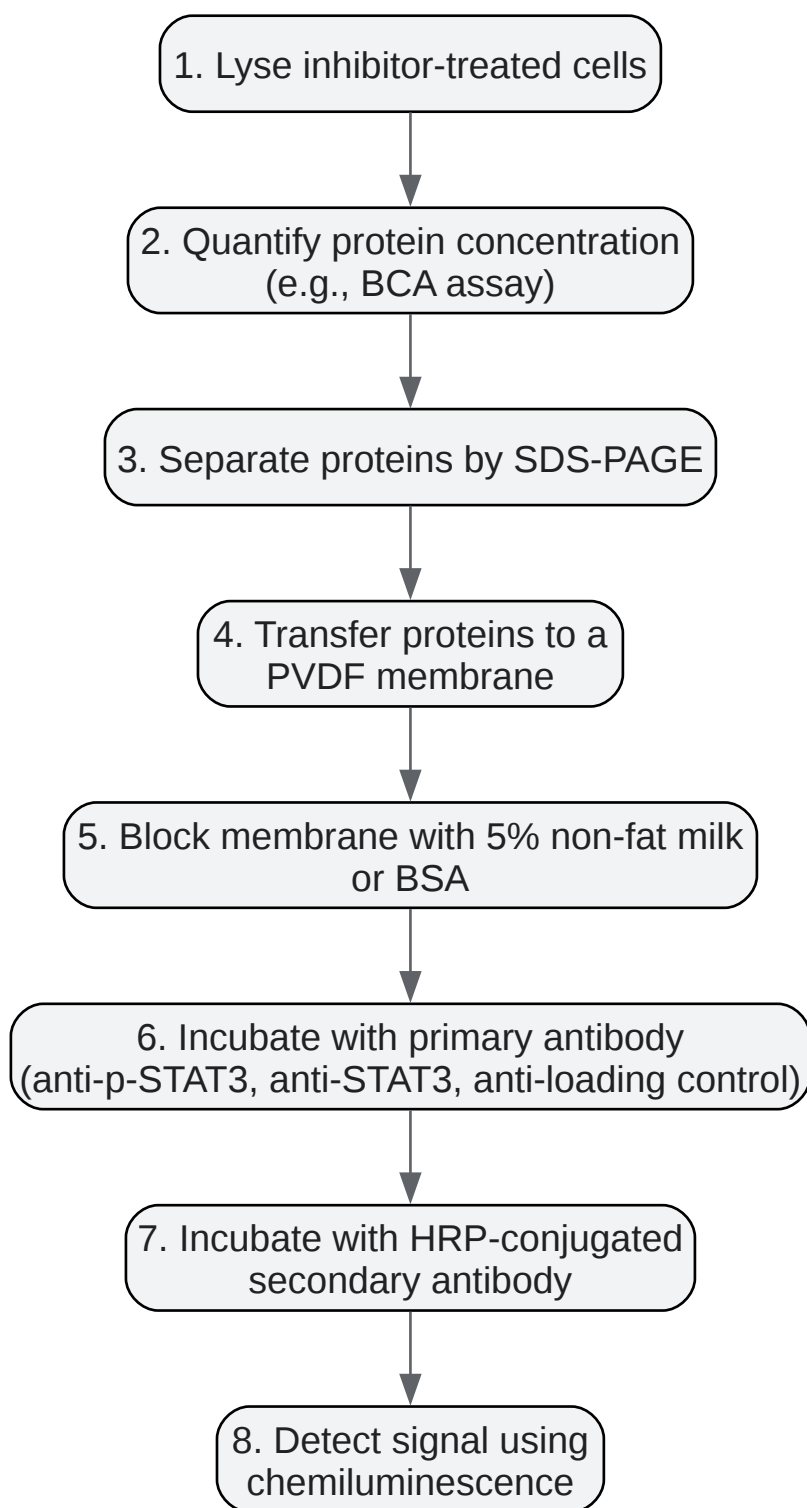 1. Lyse inhibitor-treated cells
2. Quantify protein concentration
(e.g., BCA assay)
3. Separate proteins by SDS-PAGE
4. Transfer proteins to a
PVDF membrane
5. Block membrane with 5% non-fat milk
or BSA
6. Incubate with primary antibody
(anti-p-STAT3, anti-STAT3, anti-loading control)
7. Incubate with HRP-conjugated
secondary antibody
8. Detect signal using
chemiluminescence